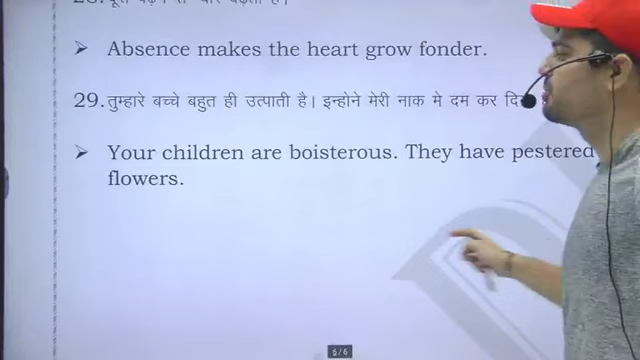 ➢ Absence makes the heart grow fonder.
29. तुम्हारे बच्चे बहुत ही उत्पाती है। इन्होने मेरी नाक मे दम कर
➢ Your children are boisterous. They have pestered
flowers.
5/6